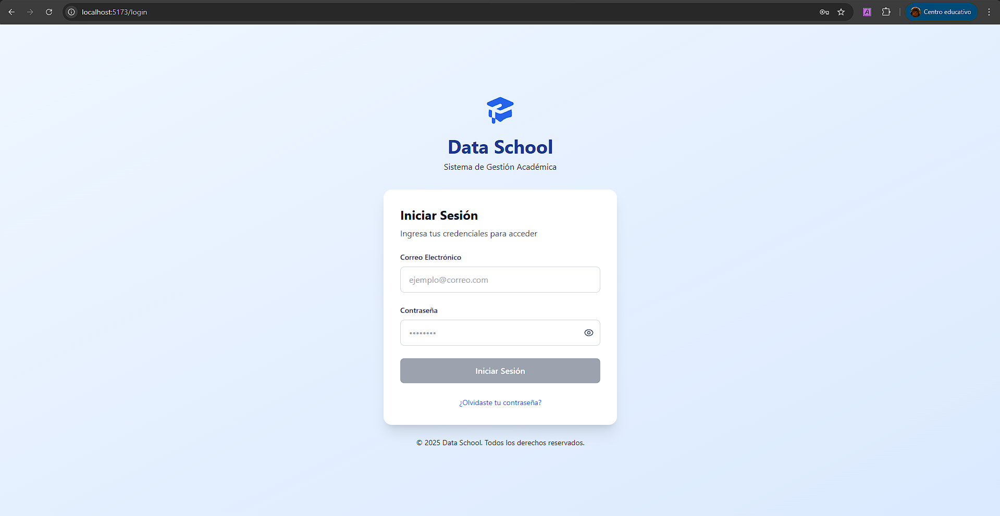 localhost:5173/login
Centro educativo
Data School
Sistema de Gestión Académica
Iniciar Sesión
Ingresa tus credenciales para acceder
Correo Electrónico
ejemplo@correo.com
Contraseña
••••••••
Iniciar Sesión
¿Olvidaste tu contraseña?
© 2025 Data School. Todos los derechos reservados.